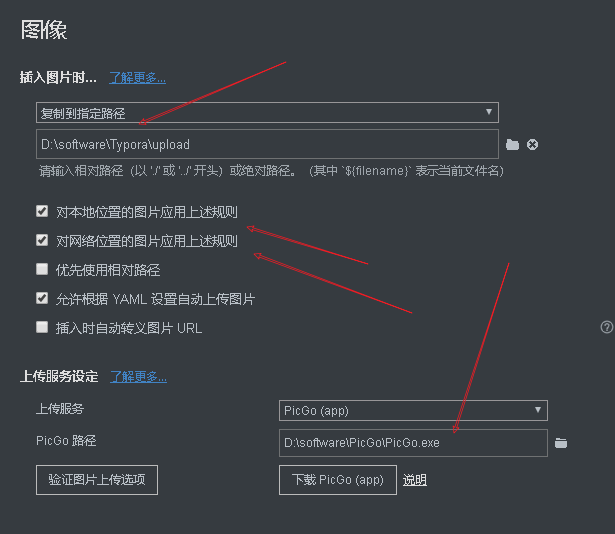 图像
插入图片时... 了解更多...
复制到指定路径
D:\software\Typora\upload
请输入相对路径（以 './' 或 '../' 开头）或绝对路径。（其中 `${filename}` 表示当前文件名)
对本地位置的图片应用上述规则
对网络位置的图片应用上述规则
优先使用相对路径
允许根据 YAML 设置自动上传图片
插入时自动转义图片 URL
上传服务设定 了解更多...
上传服务 PicGo (app)
PicGo 路径 D:\software\PicGo\PicGo.exe
验证图片上传选项 下载 PicGo (app) 说明